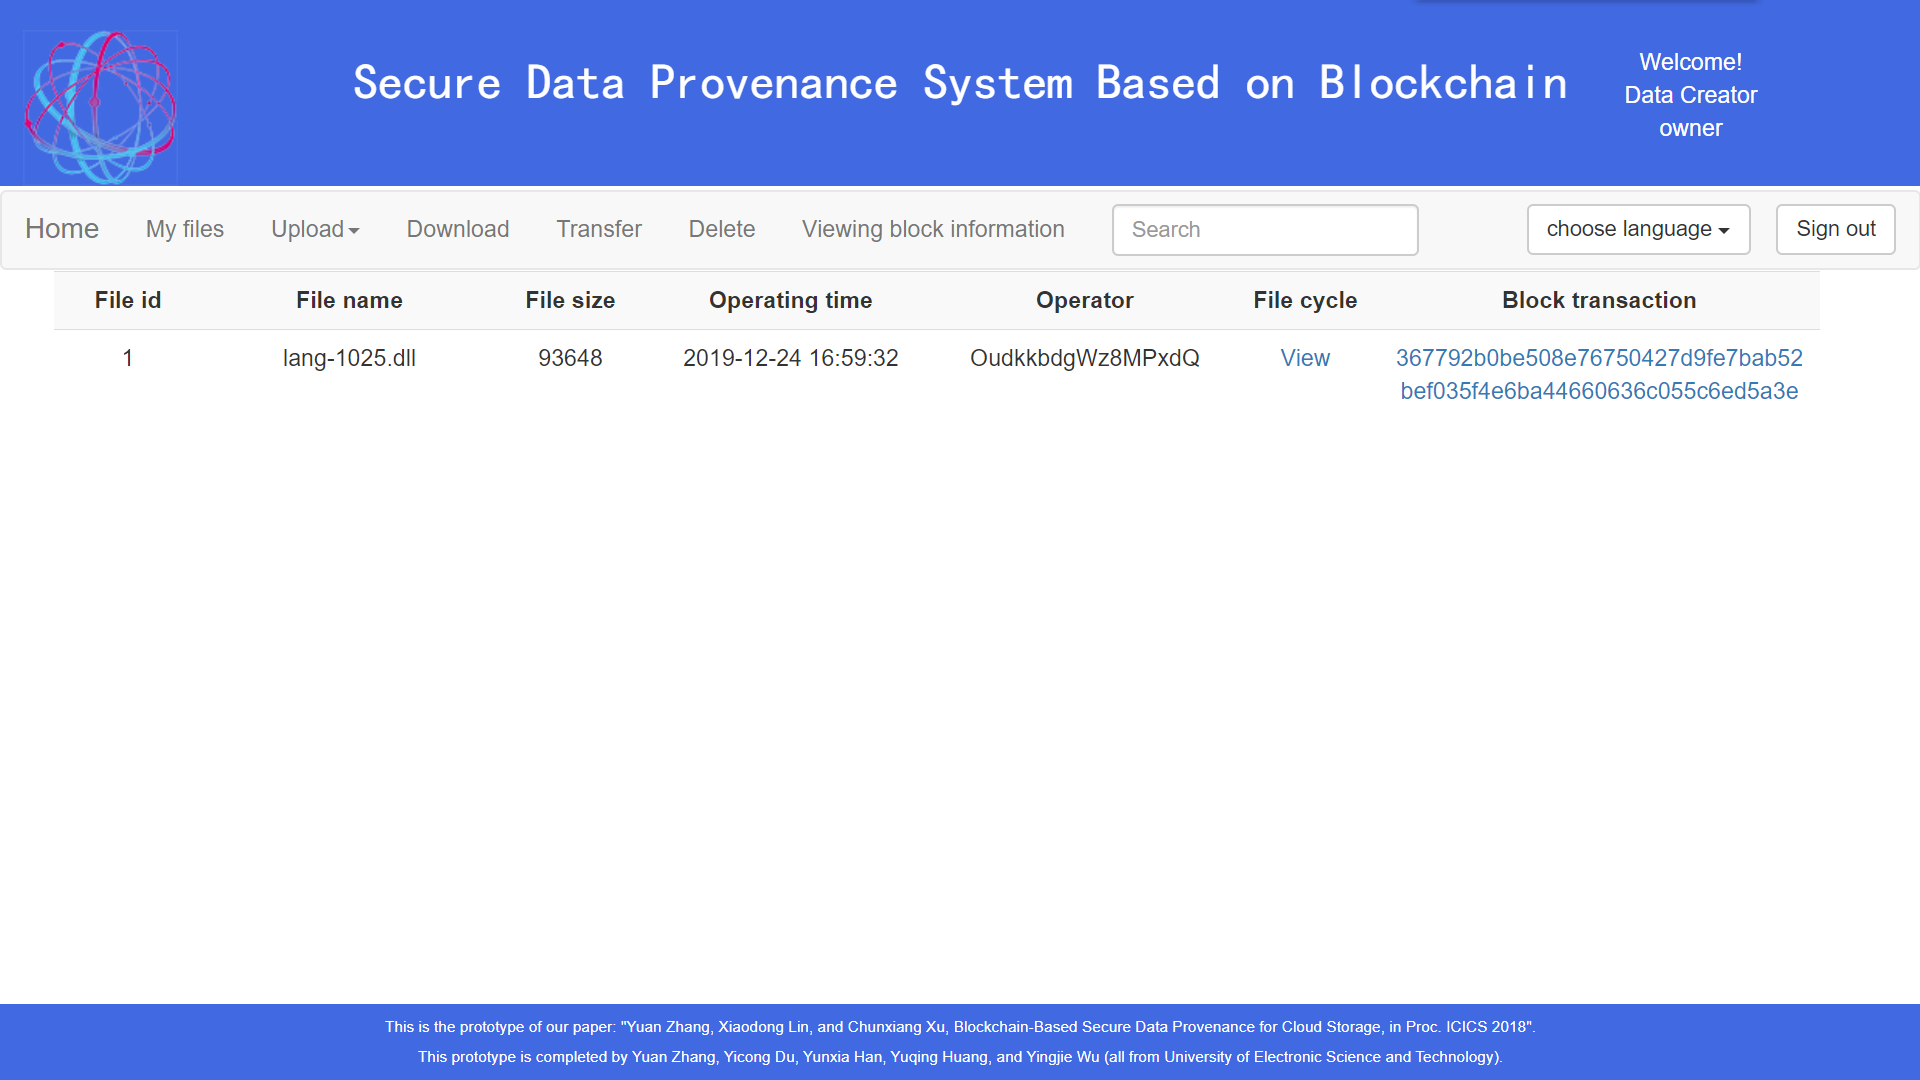 Secure Data Provenance System Based on Blockchain
Welcome!
Data Creator
owner
Home My files Upload Download Transfer Delete Viewing block information Search choose language Sign out
File id File name File size Operating time Operator File cycle Block transaction
1 lang-1025.dll 93648 2019-12-24 16:59:32 OudkkbdgWz8MPxdQ View 367792b0be508e76750427d9fe7bab52
bef035f4e6ba44660636c055c6ed5a3e
This is the prototype of our paper: "Yuan Zhang, Xiaodong Lin, and Chunxiang Xu, Blockchain-Based Secure Data Provenance for Cloud Storage, in Proc. ICICS 2018".
This prototype is completed by Yuan Zhang, Yicong Du, Yunxia Han, Yuqing Huang, and Yingjie Wu (all from University of Electronic Science and Technology).